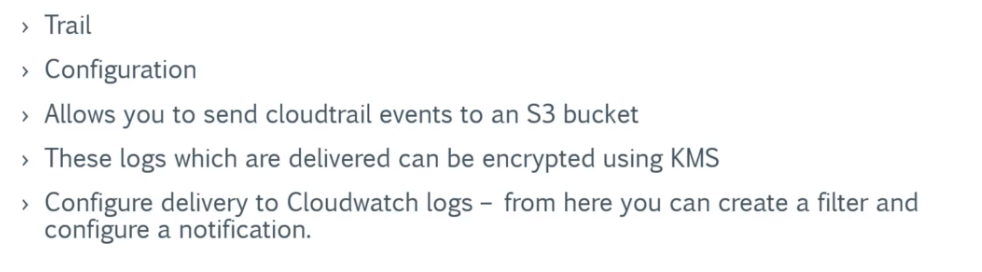 › Trail
› Configuration
› Allows you to send cloudtrail events to an S3 bucket
› These logs which are delivered can be encrypted using KMS
› Configure delivery to Cloudwatch logs – from here you can create a filter and
configure a notification.